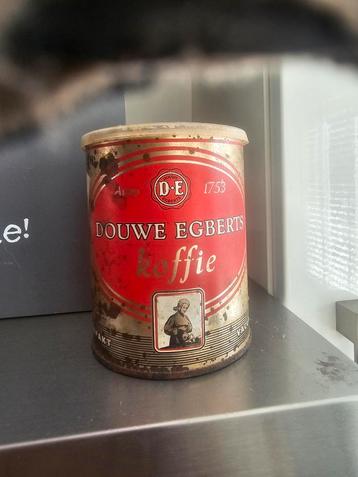 e!
D·E
Anno 1753
DOUWE EGBERTS
koffie